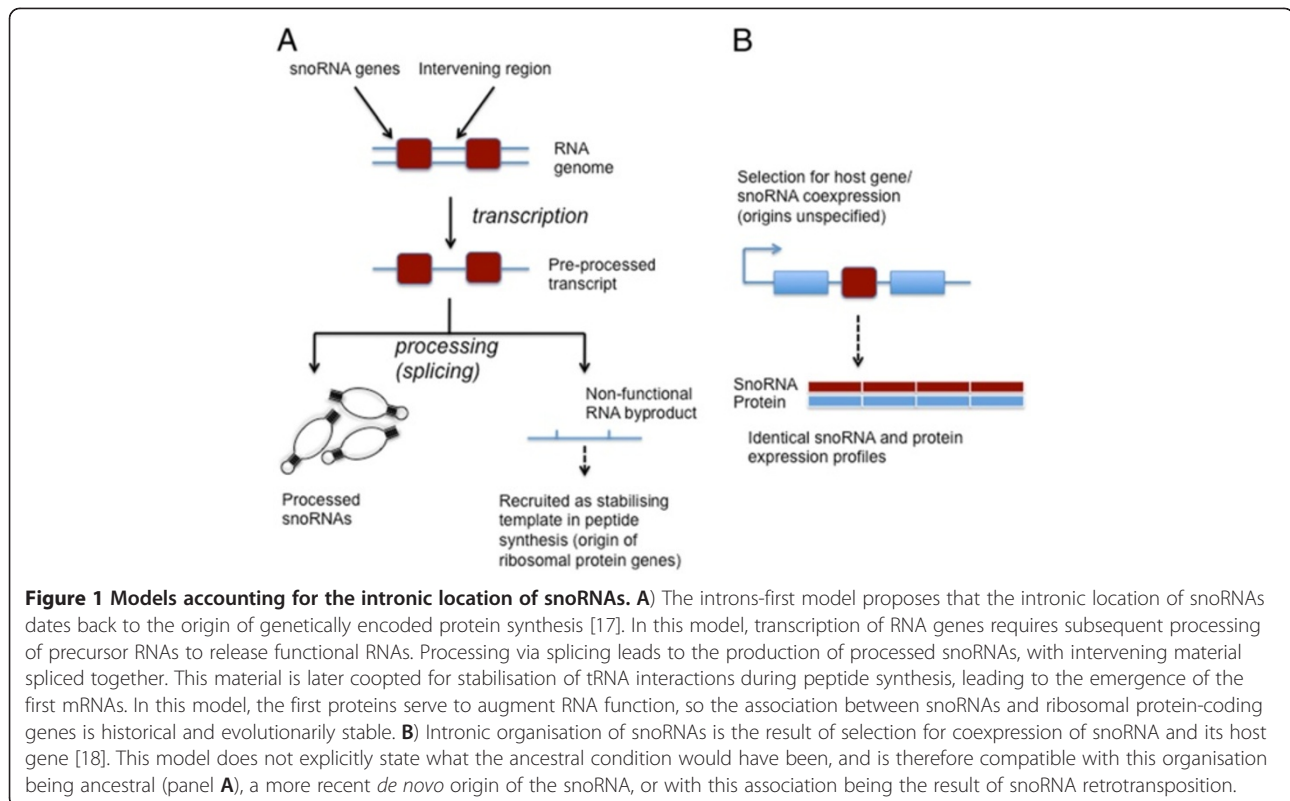 A
B
snoRNA genes
Intervening region
RNA
genome
transcription
Pre-processed
transcript
processing
(splicing)
Non-functional
RNA byproduct
Processed
snoRNAs
Recruited as stabilising
template in peptide
synthesis (origin of
ribosomal protein genes)
Selection for host gene/
snoRNA coexpression
(origins unspecified)
SnoRNA
Protein
Identical snoRNA and protein
expression profiles
Figure 1 Models accounting for the intronic location of snoRNAs. A) The introns-first model proposes that the intronic location of snoRNAs
dates back to the origin of genetically encoded protein synthesis [17]. In this model, transcription of RNA genes requires subsequent processing
of precursor RNAs to release functional RNAs. Processing via splicing leads to the production of processed snoRNAs, with intervening material
spliced together. This material is later coopted for stabilisation of tRNA interactions during peptide synthesis, leading to the emergence of the
first mRNAs. In this model, the first proteins serve to augment RNA function, so the association between snoRNAs and ribosomal protein-coding
genes is historical and evolutionarily stable. B) Intronic organisation of snoRNAs is the result of selection for coexpression of snoRNA and its host
gene [18]. This model does not explicitly state what the ancestral condition would have been, and is therefore compatible with this organisation
being ancestral (panel A), a more recent de novo origin of the snoRNA, or with this association being the result of snoRNA retrotransposition.